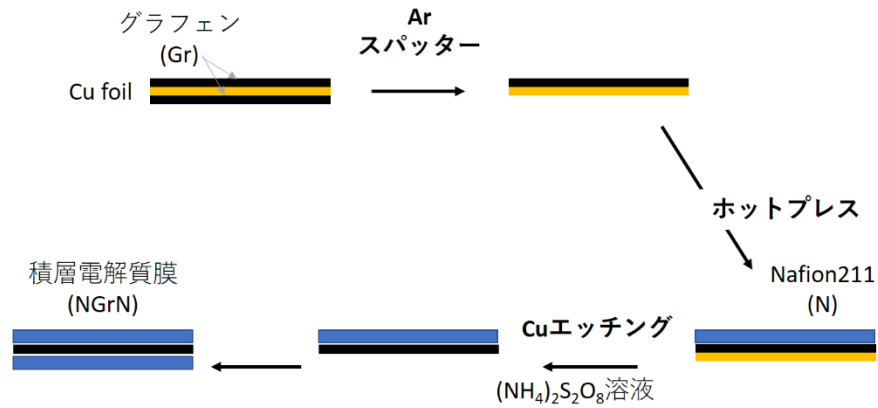 グラフェン
(Gr)
Cu foil
Ar
スパッター
ホットプレス
Nafion211
(N)
Cuエッチング
(NH4)2S2O8溶液
積層電解質膜
(NGrN)